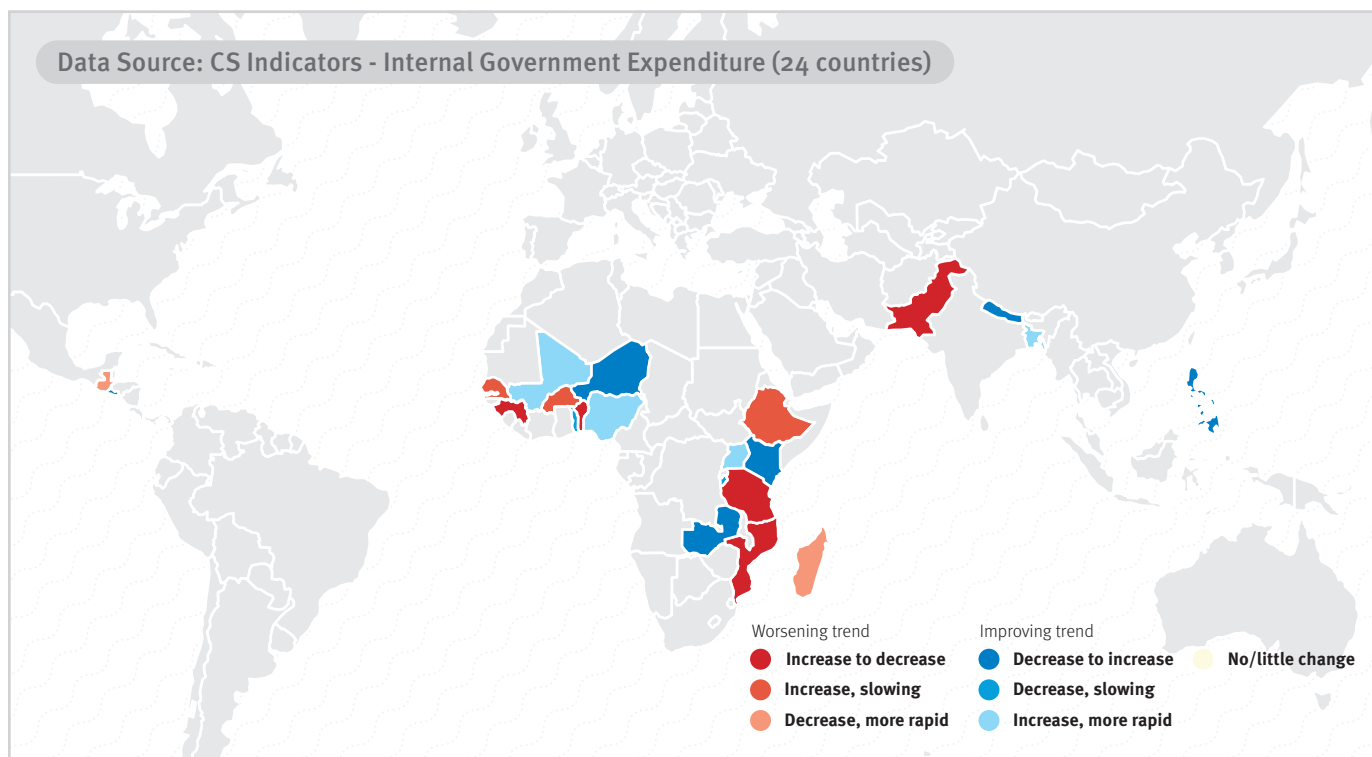 Data Source: CS Indicators - Internal Government Expenditure (24 countries)
Worsening trend
Increase to decrease
Increase, slowing
Decrease, more rapid
Improving trend
Decrease to increase
Decrease, slowing
Increase, more rapid
No/little change